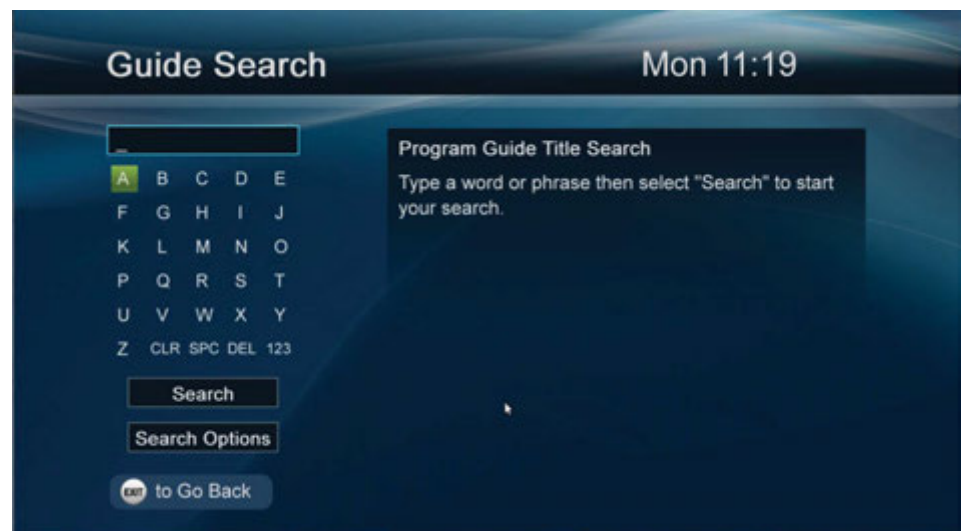 Guide Search
Mon 11:19
_
A B C D E
F G H I J
K L M N O
P Q R S T
U V W X Y
Z CLR SPC DEL 123
Search
Search Options
EXIT to Go Back
Program Guide Title Search
Type a word or phrase then select "Search" to start
your search.